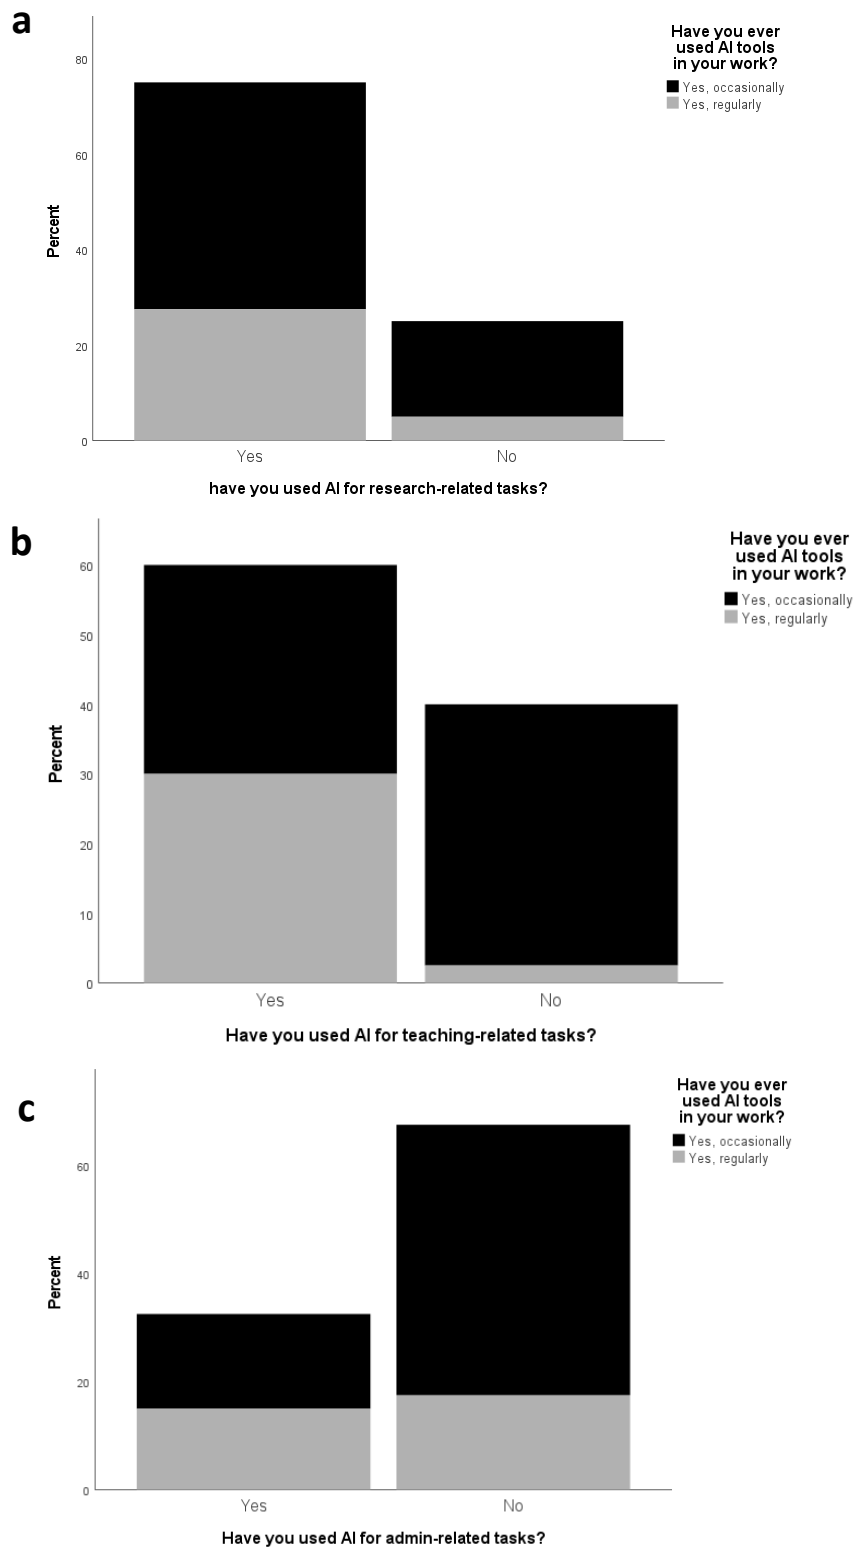 a
Have you ever
used AI tools
in your work?
Yes, occasionally
Yes, regularly
80
60
40
20
0
Percent
Yes
No
have you used AI for research-related tasks?
b
Have you ever
used AI tools
in your work?
Yes, occasionally
Yes, regularly
60
50
40
30
20
10
0
Percent
Yes
No
Have you used AI for teaching-related tasks?
c
Have you ever
used AI tools
in your work?
Yes, occasionally
Yes, regularly
60
40
20
0
Percent
Yes
No
Have you used AI for admin-related tasks?